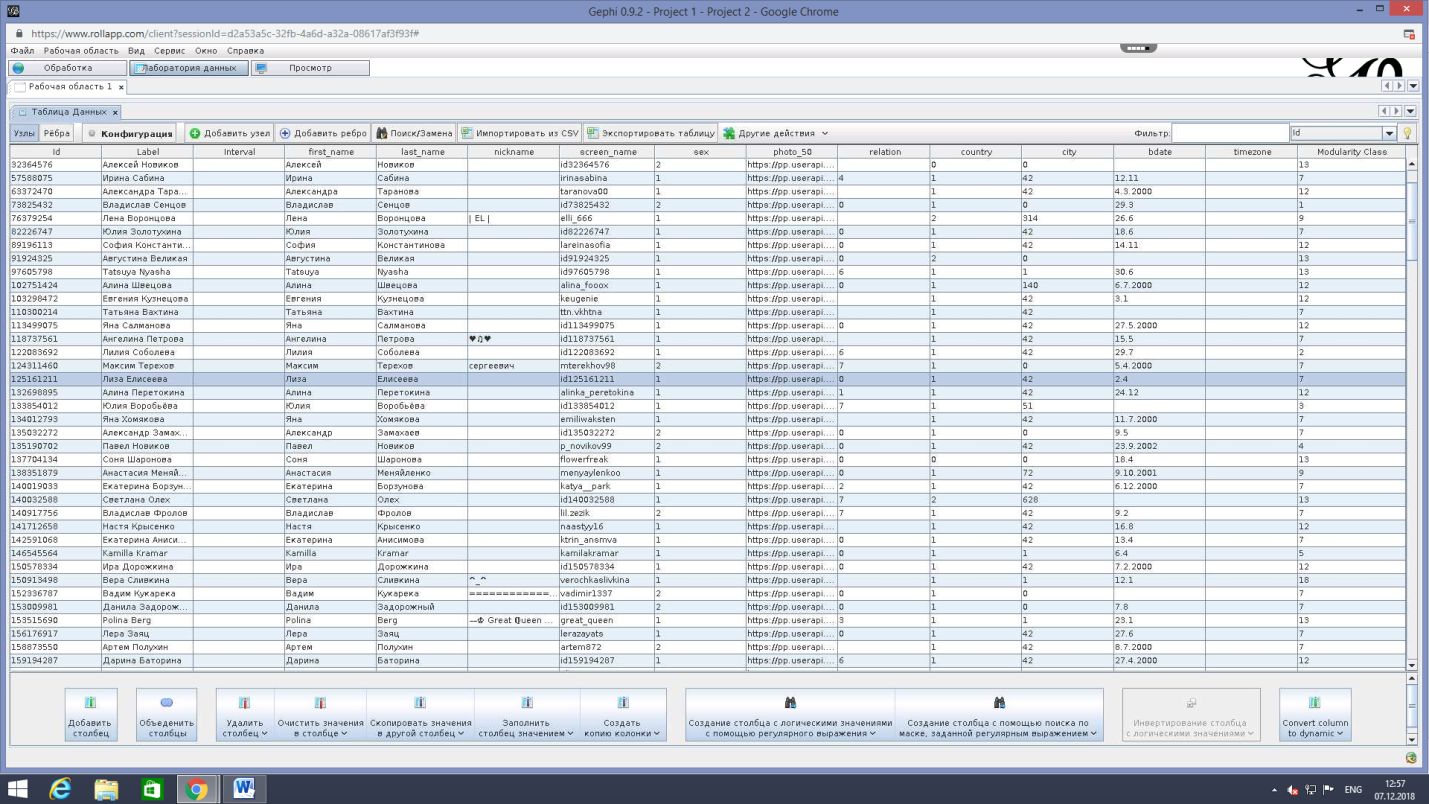 Gephi 0.9.2 - Project 1 - Project 2 - Google Chrome
https://www.rollapp.com/client?sessionId=d2a53a5c-32fb-4a6d-a32a-08617af3f93f#
Файл Рабочая область Вид Сервис Окно Справка
Обработка Лаборатория данных Просмотр
Рабочая область 1 x
Таблица Данных x
Узлы Рёбра Конфигурация Добавить узел Добавить ребро Поиск/Замена Импортировать из CSV Экспортировать таблицу Другие действия Фильтр: Id
Id Label Interval first_name last_name nickname screen_name sex photo_50 relation country city bdate timezone Modularity Class
32364576 Алексей Новиков Алексей Новиков id32364576 2 https://pp.userapi.... 0 0 13
57588075 Ирина Сабина Ирина Сабина irinasabina 1 https://pp.userapi.... 4 1 42 12.11 7
63372470 Александра Тара... Александра Таранова taranova00 1 https://pp.userapi.... 1 42 4.3.2000 12
73825432 Владислав Сенцов Владислав Сенцов id73825432 2 https://pp.userapi.... 0 1 0 29.3 1
76379254 Лена Воронцова Лена Воронцова | EL | elli_666 1 https://pp.userapi.... 2 314 26.6 9
82226747 Юлия Золотухина Юлия Золотухина id82226747 1 https://pp.userapi.... 0 1 42 18.6 7
89196113 София Константи... София Константинова lareinasofia 1 https://pp.userapi.... 0 1 42 14.11 12
91924325 Августина Великая Августина Великая id91924325 1 https://pp.userapi.... 0 2 0 13
97605798 Tatsuya Nyasha Tatsuya Nyasha id97605798 1 https://pp.userapi.... 6 1 1 30.6 13
102751424 Алина Швецова Алина Швецова alina_fooox 1 https://pp.userapi.... 1 140 6.7.2000 12
103298472 Евгения Кузнецова Евгения Кузнецова keugenie 1 https://pp.userapi.... 1 42 3.1 12
110300214 Татьяна Вахтина Татьяна Вахтина ttn.vkhtna 1 https://pp.userapi.... 1 42 7
113499075 Яна Салманова Яна Салманова id113499075 1 https://pp.userapi.... 0 1 42 27.5.2000 12
118737561 Ангелина Петрова Ангелина Петрова ♥♫♥ id118737561 1 https://pp.userapi.... 1 42 15.5 7
122083692 Лилия Соболева Лилия Соболева id122083692 1 https://pp.userapi.... 6 1 42 29.7 2
124311460 Максим Терехов Максим Терехов сергеевич mterekhov98 2 https://pp.userapi.... 7 1 0 5.4.2000 7
125161211 Лиза Елисеева Лиза Елисеева id125161211 1 https://pp.userapi.... 0 1 42 2.4 7
132698895 Алина Перетокина Алина Перетокина alinka_peretokina 1 https://pp.userapi.... 1 1 42 24.12 12
133854012 Юлия Воробьёва Юлия Воробьёва id133854012 1 https://pp.userapi.... 7 1 51 3
134012793 Яна Хомякова Яна Хомякова emiliwaksten 1 https://pp.userapi.... 1 42 11.7.2000 7
135032272 Александр Замах... Александр Замахаев id135032272 2 https://pp.userapi.... 0 1 0 9.5 7
135190702 Павел Новиков Павел Новиков p_novikov99 2 https://pp.userapi.... 0 1 42 23.9.2002 4
137704134 Соня Шаронова Соня Шаронова flowerfreak 1 https://pp.userapi.... 0 0 0 18.4 13
138351879 Анастасия Меняй... Анастасия Меняйленко menyaylenkoo 1 https://pp.userapi.... 0 1 72 9.10.2001 9
140019033 Екатерина Борзун... Екатерина Борзунова katya__park 1 https://pp.userapi.... 2 1 42 6.12.2000 7
140032588 Светлана Олех Светлана Олех id140032588 1 https://pp.userapi.... 7 2 628 13
140917756 Владислав Фролов Владислав Фролов lil.zezik 2 https://pp.userapi.... 7 1 42 9.2 7
141712658 Настя Крысенко Настя Крысенко naastyy16 1 https://pp.userapi.... 1 42 16.8 12
142591068 Екатерина Аниси... Екатерина Анисимова ktrin_ansmva 1 https://pp.userapi.... 0 1 42 13.4 7
146545564 Kamilla Kramar Kamilla Kramar kamilakramar 1 https://pp.userapi.... 0 1 1 6.4 5
150578334 Ира Дорожкина Ира Дорожкина id150578334 1 https://pp.userapi.... 0 1 42 7.2.2000 12
150913498 Вера Сливкина Вера Сливкина ^_^ verochkaslivkina 1 https://pp.userapi.... 1 1 12.1 18
152336787 Вадим Кукарека Вадим Кукарека ============... vadimir1337 2 https://pp.userapi.... 0 1 0 7
153009981 Данила Задорож... Данила Задорожный id153009981 2 https://pp.userapi.... 0 1 0 7.8 7
153515690 Polina Berg Polina Berg Great Queen ... great_queen 1 https://pp.userapi.... 3 1 1 23.1 13
156176917 Лера Заяц Лера Заяц lerazayats 1 https://pp.userapi.... 0 1 42 27.6 7
158873550 Артем Полухин Артем Полухин artem872 2 https://pp.userapi.... 1 42 8.7.2000 7
159194287 Дарина Баторина Дарина Баторина id159194287 1 https://pp.userapi.... 6 1 42 27.4.2000 12
Добавить столбец
Объеденить столбцы
Удалить столбец
Очистить значения в столбце
Скопировать значения в другой столбец
Заполнить столбец значением
Создать копию колонки
Создание столбца с логическими значениями с помощью регулярного выражения
Создание столбца с помощью поиска по маске, заданной регулярным выражением
Инвертирование столбца с логическими значениями
Convert column to dynamic
ENG 12:57
07.12.2018